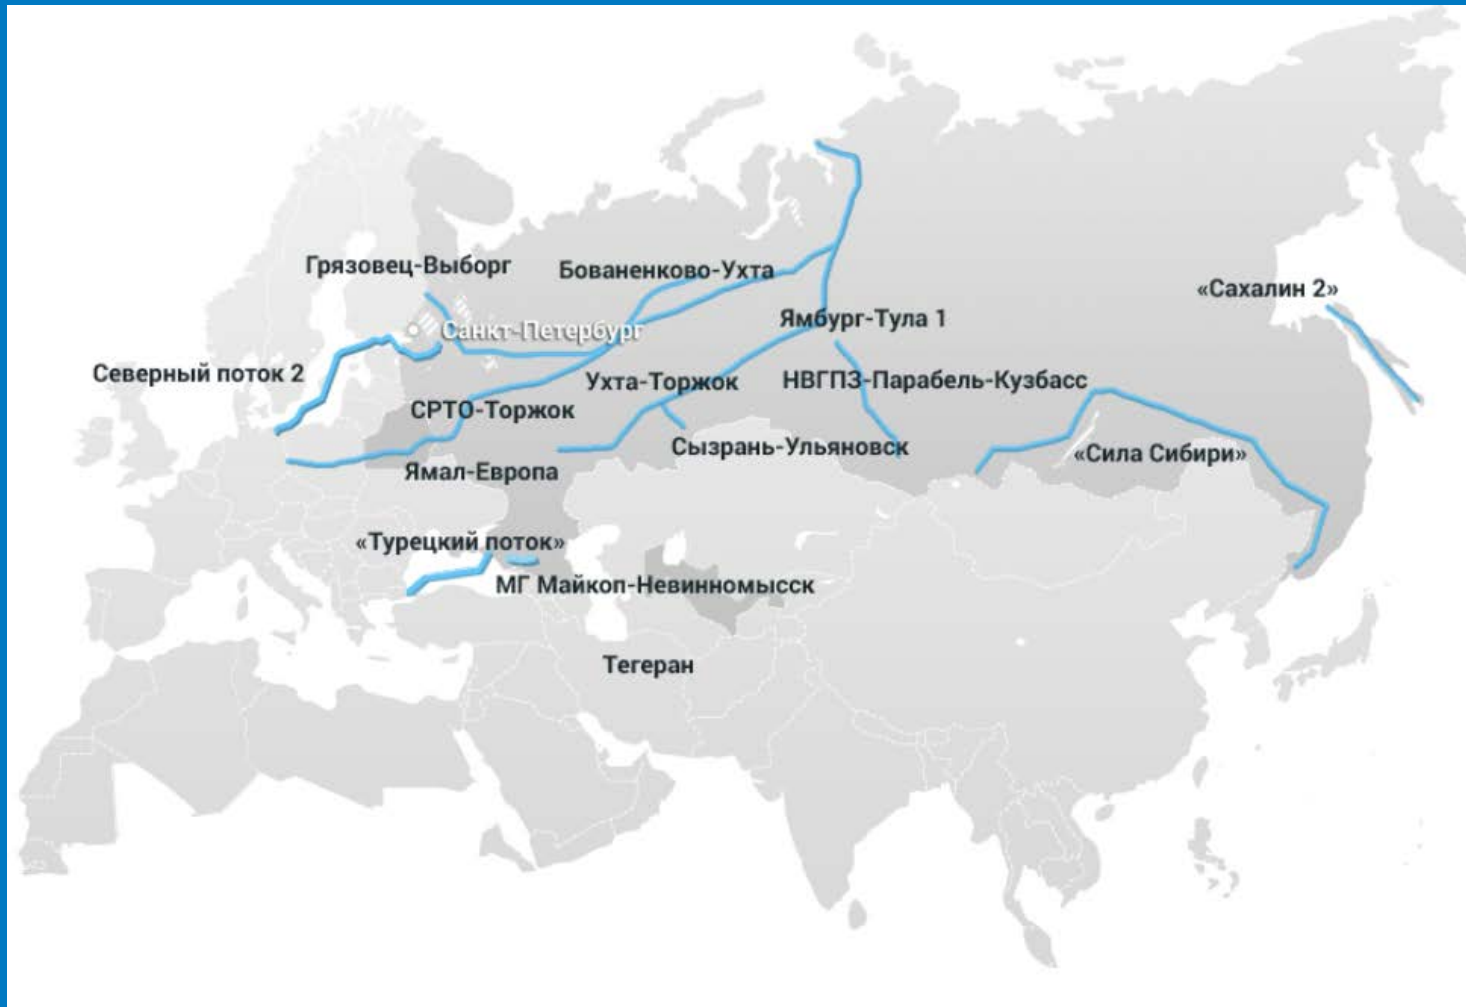 Грязовец-Выборг
Бованенково-Ухта
«Сахалин 2»
Ямбург-Тула 1
Санкт-Петербург
Северный поток 2
Ухта-Торжок
НВГПЗ-Парабель-Кузбасс
СРТО-Торжок
Сызрань-Ульяновск
«Сила Сибири»
Ямал-Европа
«Турецкий поток»
МГ Майкоп-Невинномысск
Тегеран